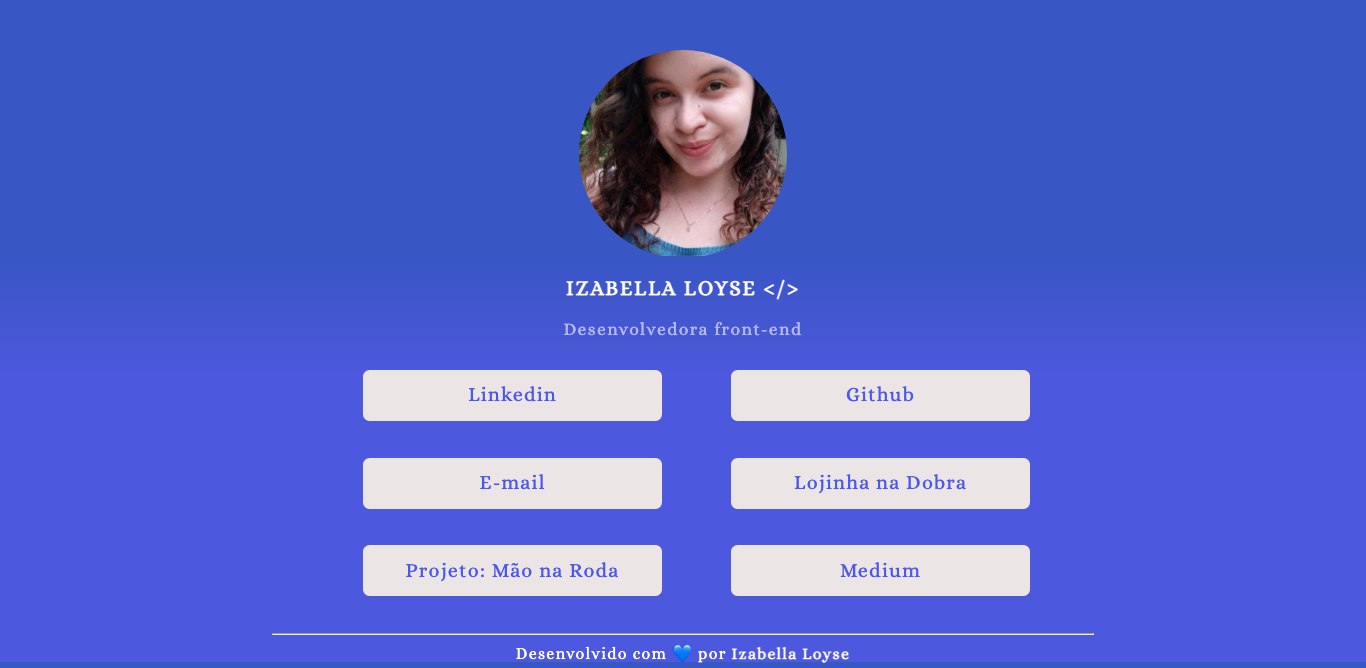 IZABELLA LOYSE </>
Desenvolvedora front-end
Linkedin
Github
E-mail
Lojinha na Dobra
Projeto: Mão na Roda
Medium
Desenvolvido com 💙 por Izabella Loyse